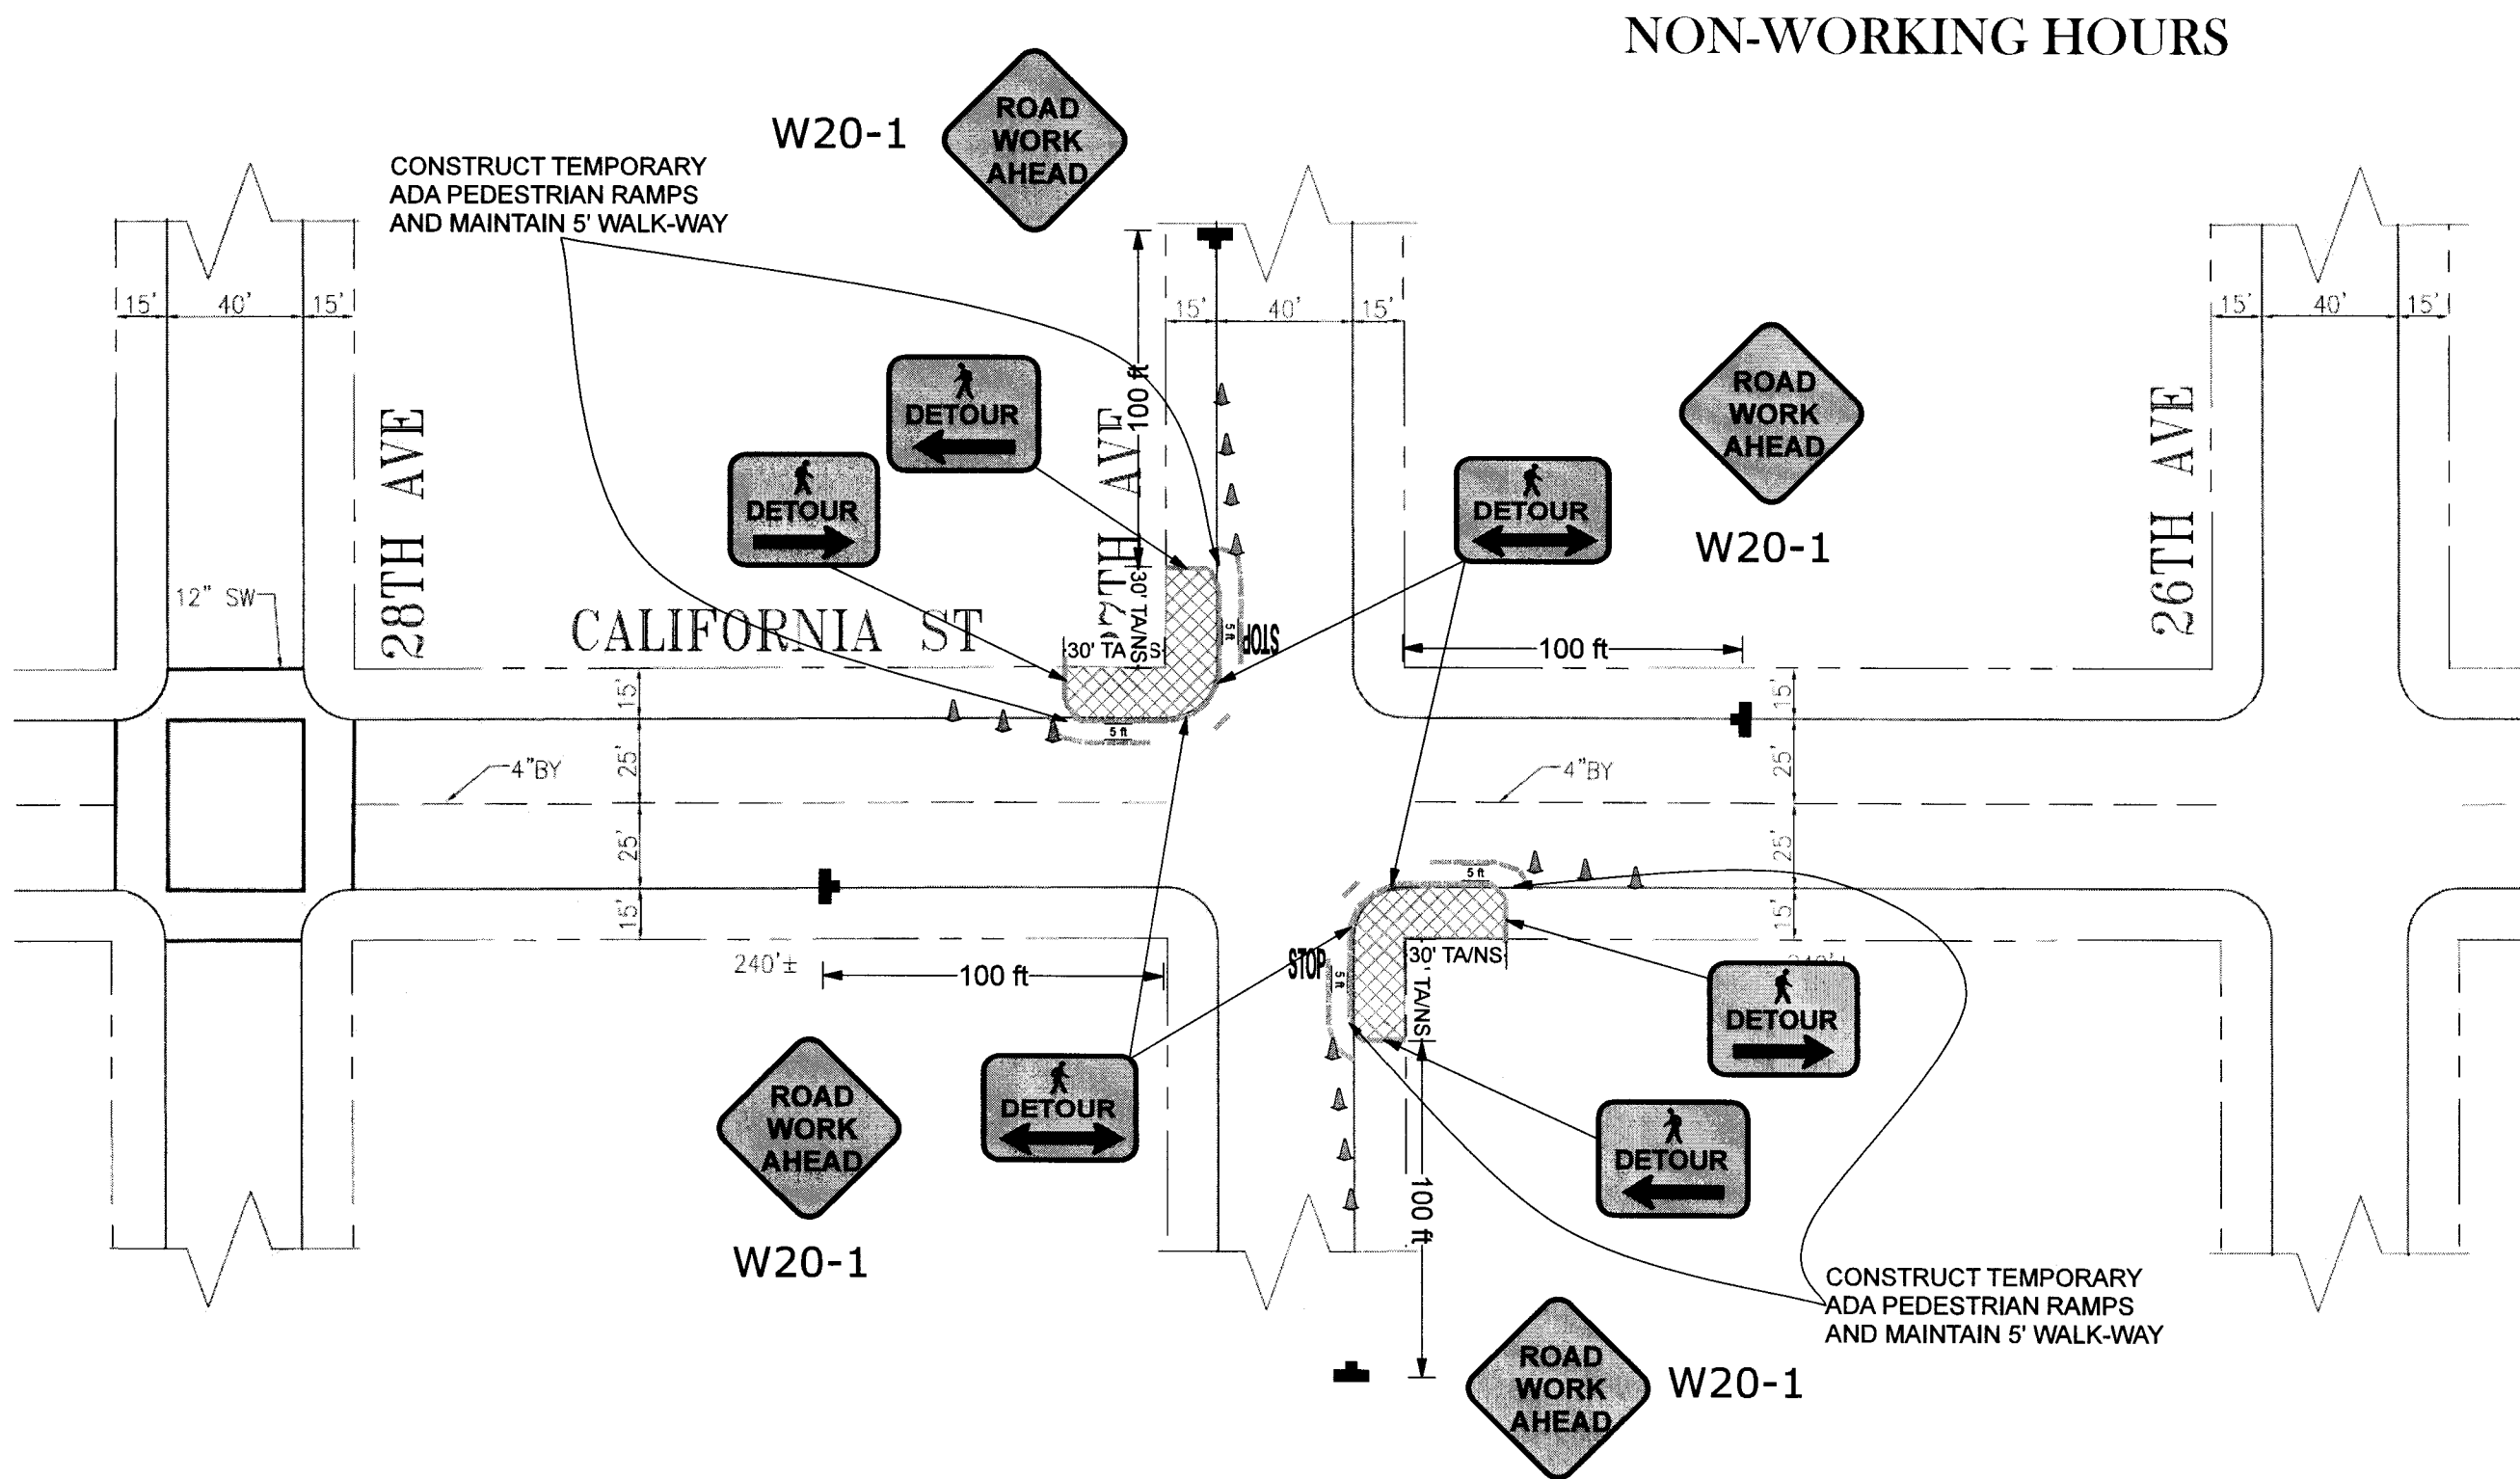 NON-WORKING HOURS
ROAD
WORK
AHEAD
W20-1
CONSTRUCT TEMPORARY
ADA PEDESTRIAN RAMPS
AND MAINTAIN 5' WALK-WAY
15' 40' 15'
15' 40' 15'
15' 40' 15'
100 ft
DETOUR
DETOUR
DETOUR
ROAD
WORK
AHEAD
W20-1
28TH AVE
27TH AVE
26TH AVE
12" SW
CALIFORNIA ST
30' TA/NS
30' TA S
5 ft
STOP
100 ft
15'
15'
5 ft
25'
25'
4"BY
4"BY
25'
25'
5 ft
15'
15'
240'±
100 ft
STOP
5 ft
30' TA/NS
' TA/NS
DETOUR
DETOUR
DETOUR
ROAD
WORK
AHEAD
W20-1
100 ft
CONSTRUCT TEMPORARY
ADA PEDESTRIAN RAMPS
AND MAINTAIN 5' WALK-WAY
ROAD
WORK
AHEAD
W20-1